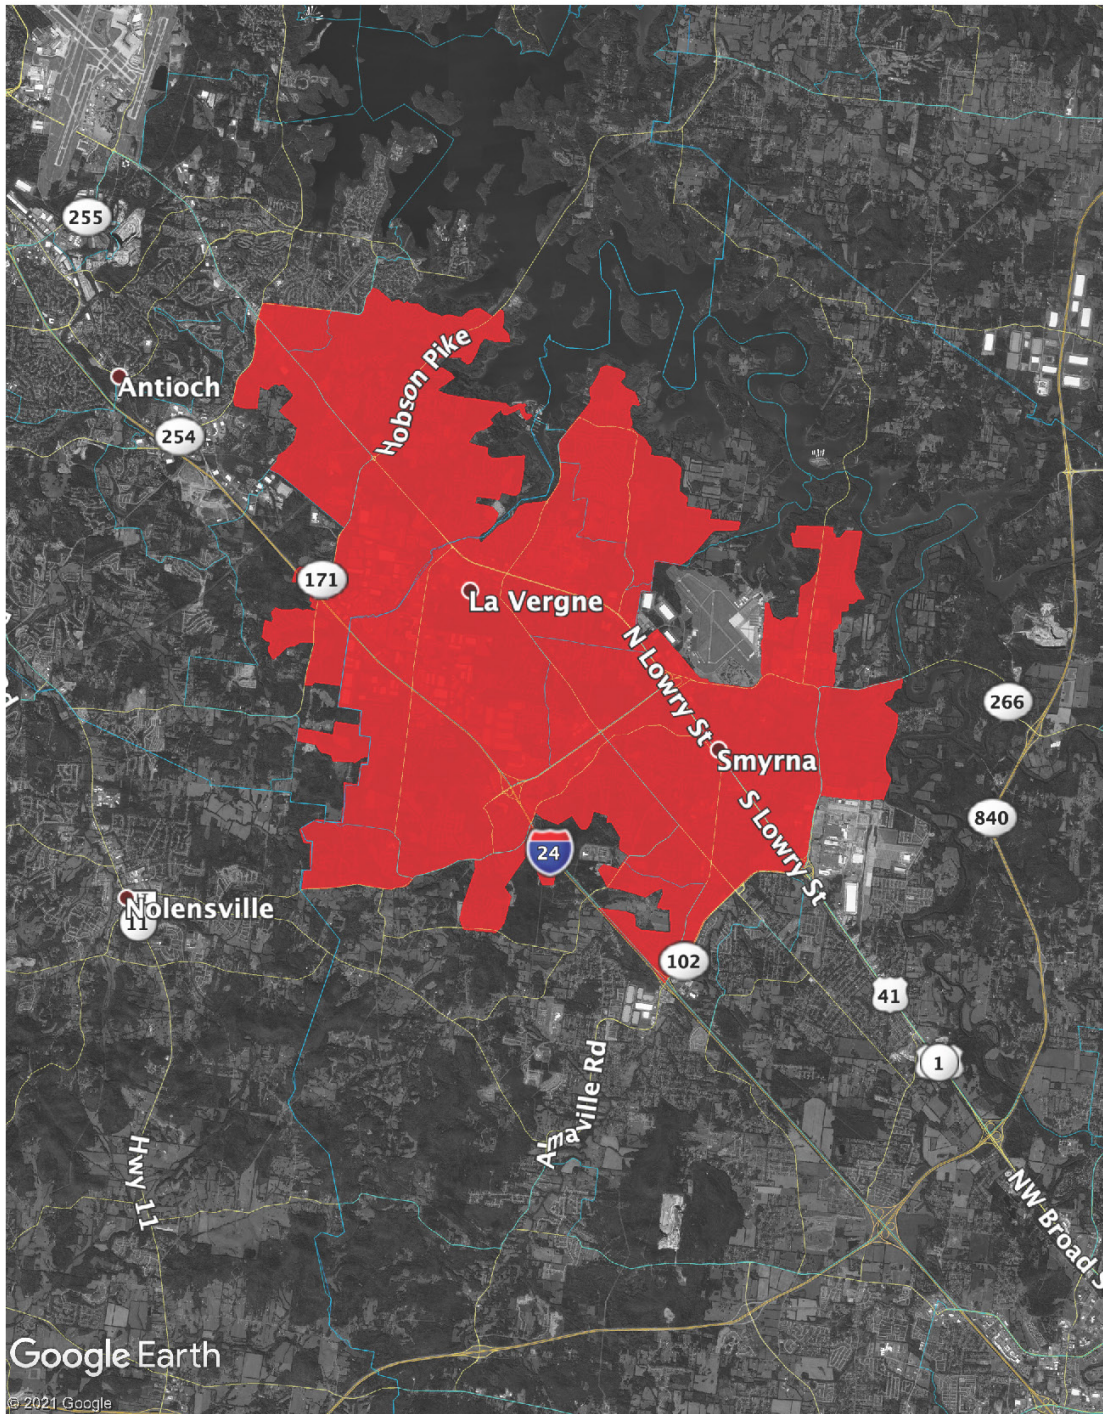 255
Hobson Pike
Antioch
254
171
La Vergne
N Lowry St
266
Smyrna
S Lowry St
840
24
Nolensville
11
102
41
1
Almaville Rd
Hwy 11
NW Broad S
Google Earth
© 2021 Google